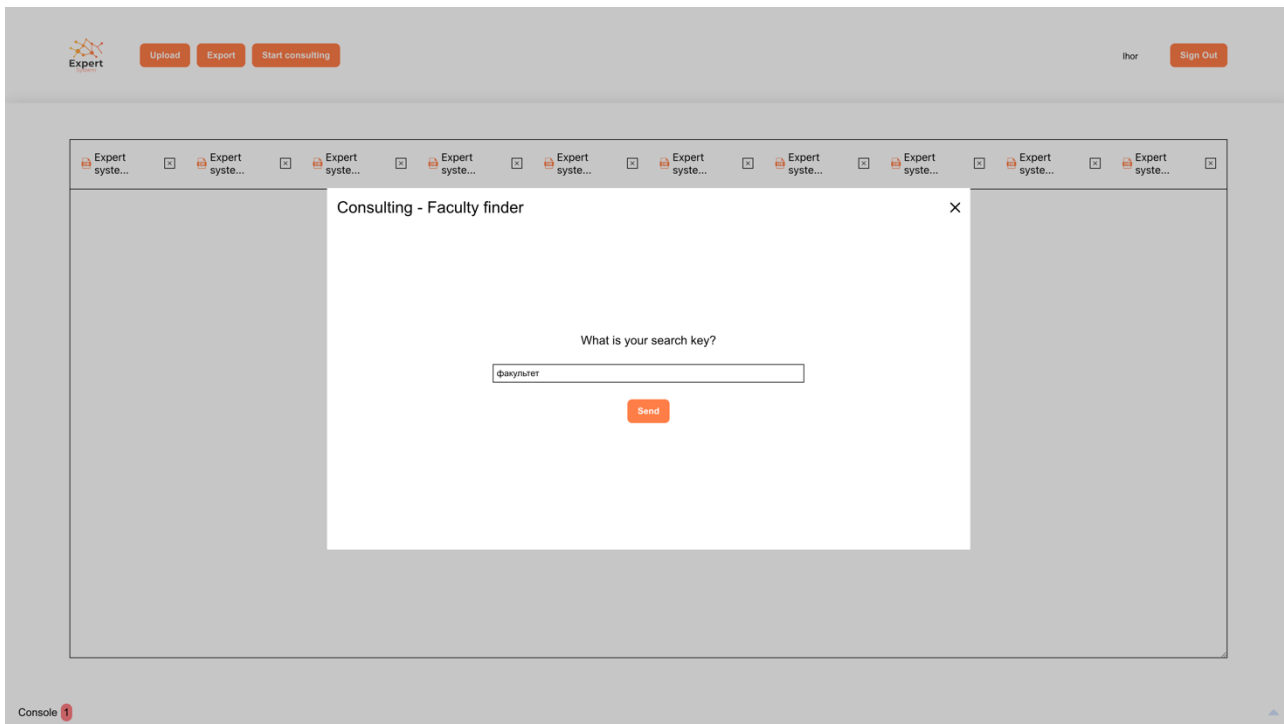 Expert
system
Upload
Export
Start consulting
Ihor
Sign Out
Expert
syste...
Expert
syste...
Expert
syste...
Expert
syste...
Expert
syste...
Expert
syste...
Expert
syste...
Expert
syste...
Expert
syste...
Expert
syste...
Consulting - Faculty finder
What is your search key?
факультет
Send
Console 1